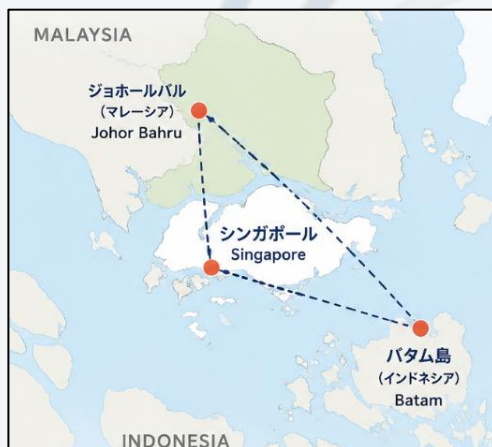 MALAYSIA
ジョホールバル
（マレーシア）
Johor Bahru
シンガポール
Singapore
バタム島
（インドネシア）
Batam
INDONESIA